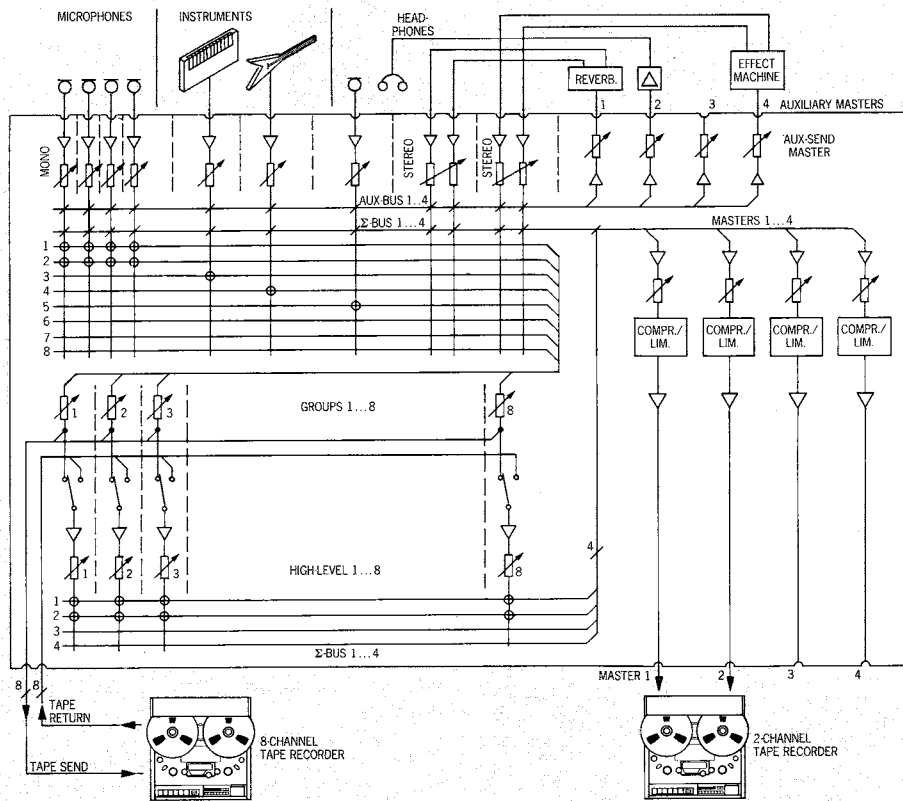 MICROPHONES
INSTRUMENTS
HEAD-
PHONES
REVERB.
EFFECT
MACHINE
1
2
3
4
AUXILIARY MASTERS
MONO
STEREO
STEREO
AUX-SEND
MASTER
AUX-BUS 1...4
Σ-BUS 1...4
MASTERS 1...4
1
2
3
4
5
6
7
8
COMPR./
LIM.
COMPR./
LIM.
COMPR./
LIM.
COMPR./
LIM.
1
2
3
GROUPS 1...8
8
4
1
2
3
HIGH-LEVEL 1...8
8
1
2
3
4
Σ-BUS 1...4
MASTER 1
2
3
4
8
8
TAPE
RETURN
TAPE SEND
8-CHANNEL
TAPE RECORDER
2-CHANNEL
TAPE RECORDER